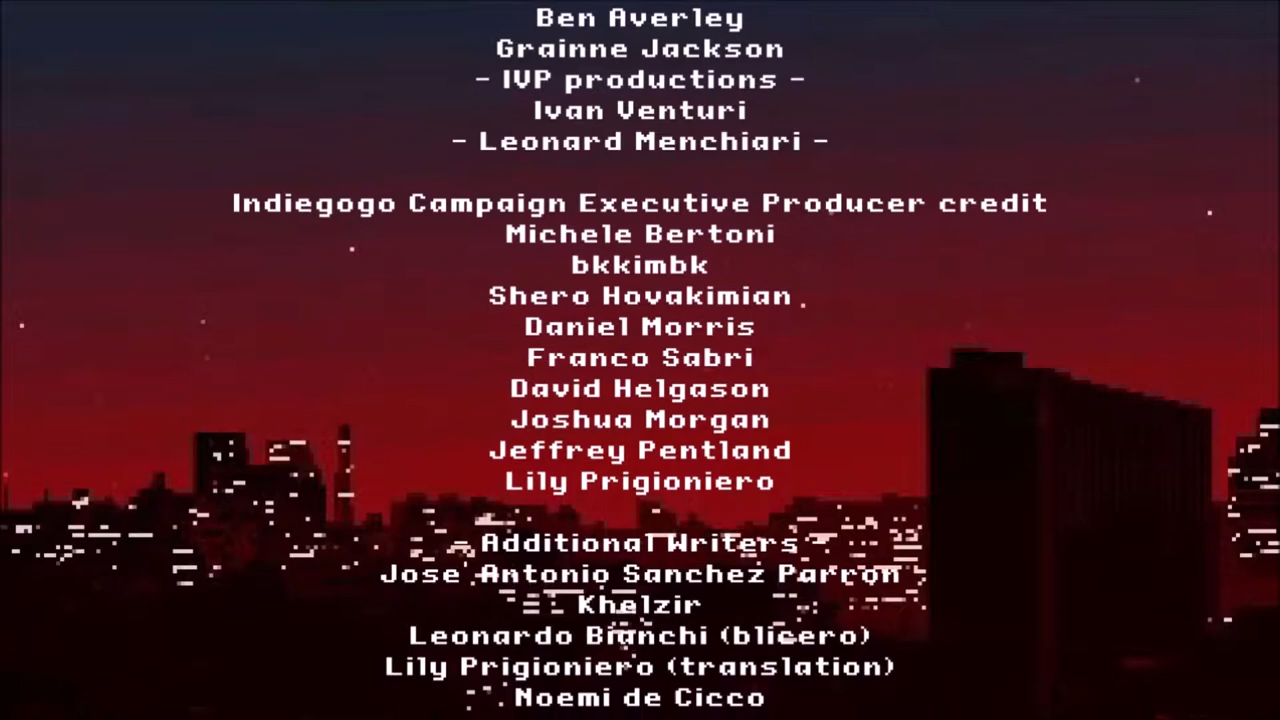 Ben Averley
Grainne Jackson
- IVP productions -
Ivan Venturi
- Leonard Menchiari -
Indiegogo Campaign Executive Producer credit
Michele Bertoni
bkkimbk
Shero Hovakimian
Daniel Morris
Franco Sabri
David Helgason
Joshua Morgan
Jeffrey Pentland
Lily Prigioniero
- Additional Writers -
Jose' Antonio Sanchez Parron
Khelzir
Leonardo Bianchi (blicero)
Lily Prigioniero (translation)
Noemi de Cicco